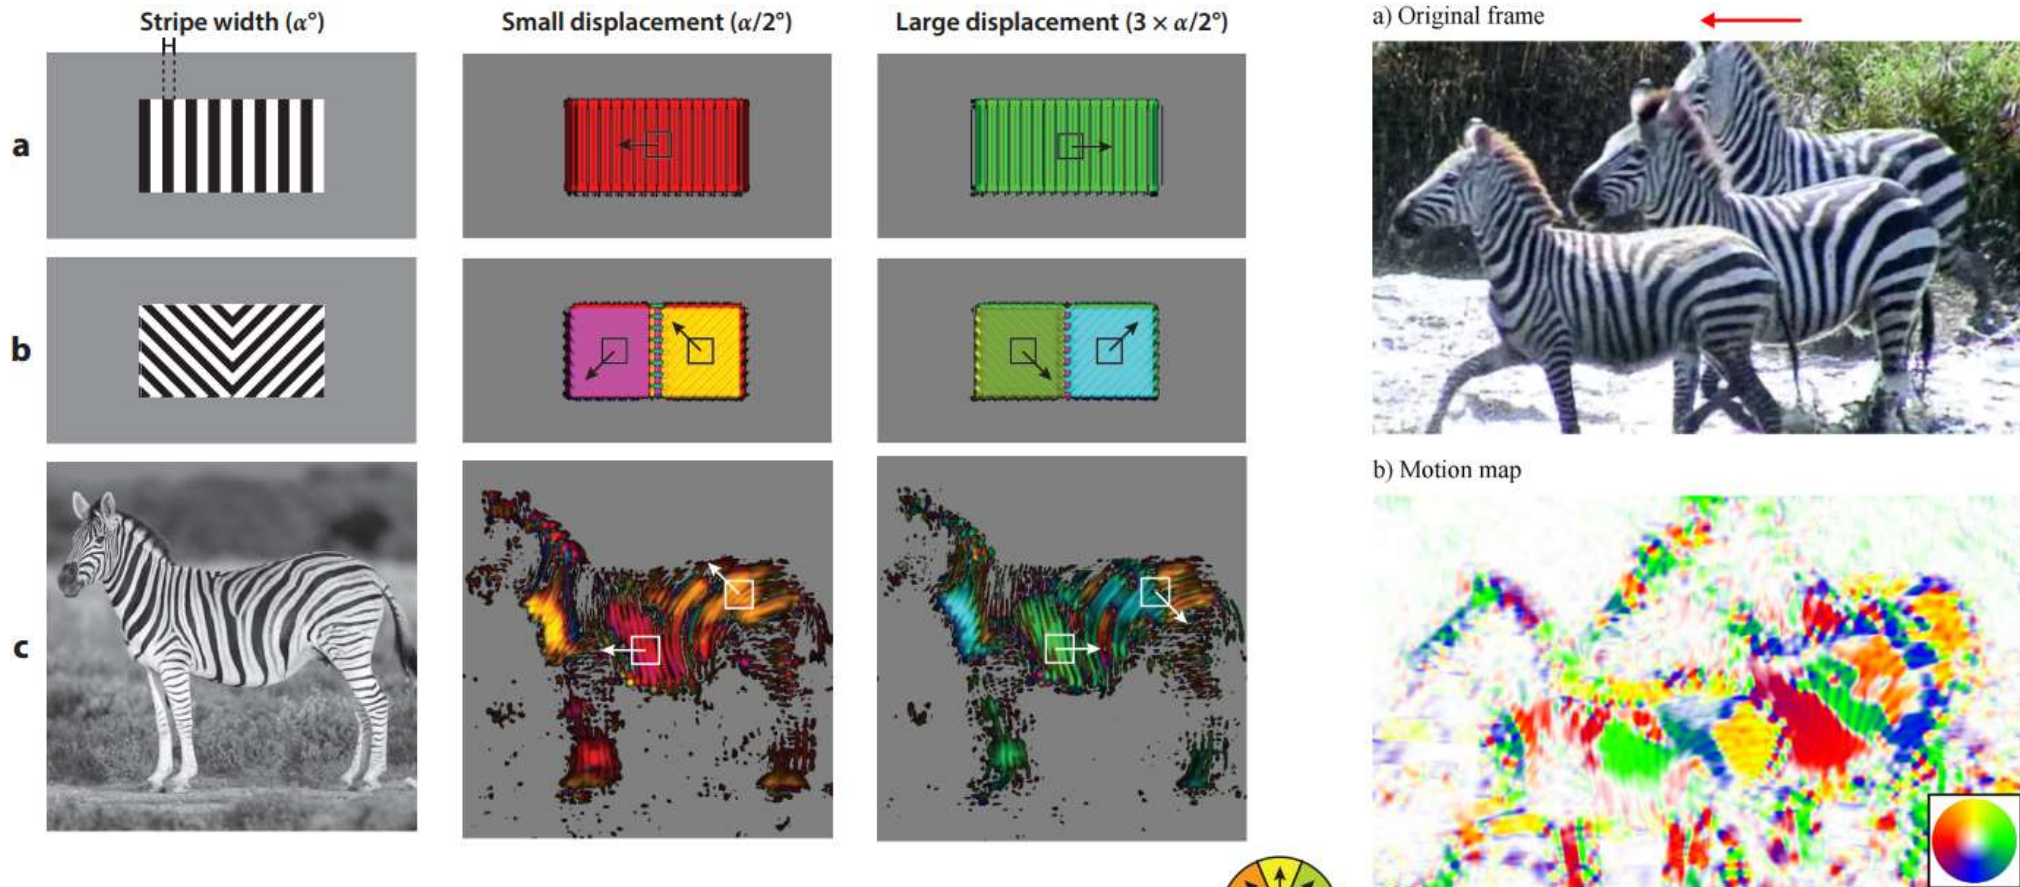 Stripe width (α°)
Small displacement (α/2°)
Large displacement (3 × α/2°)
a
b
c
a) Original frame
b) Motion map